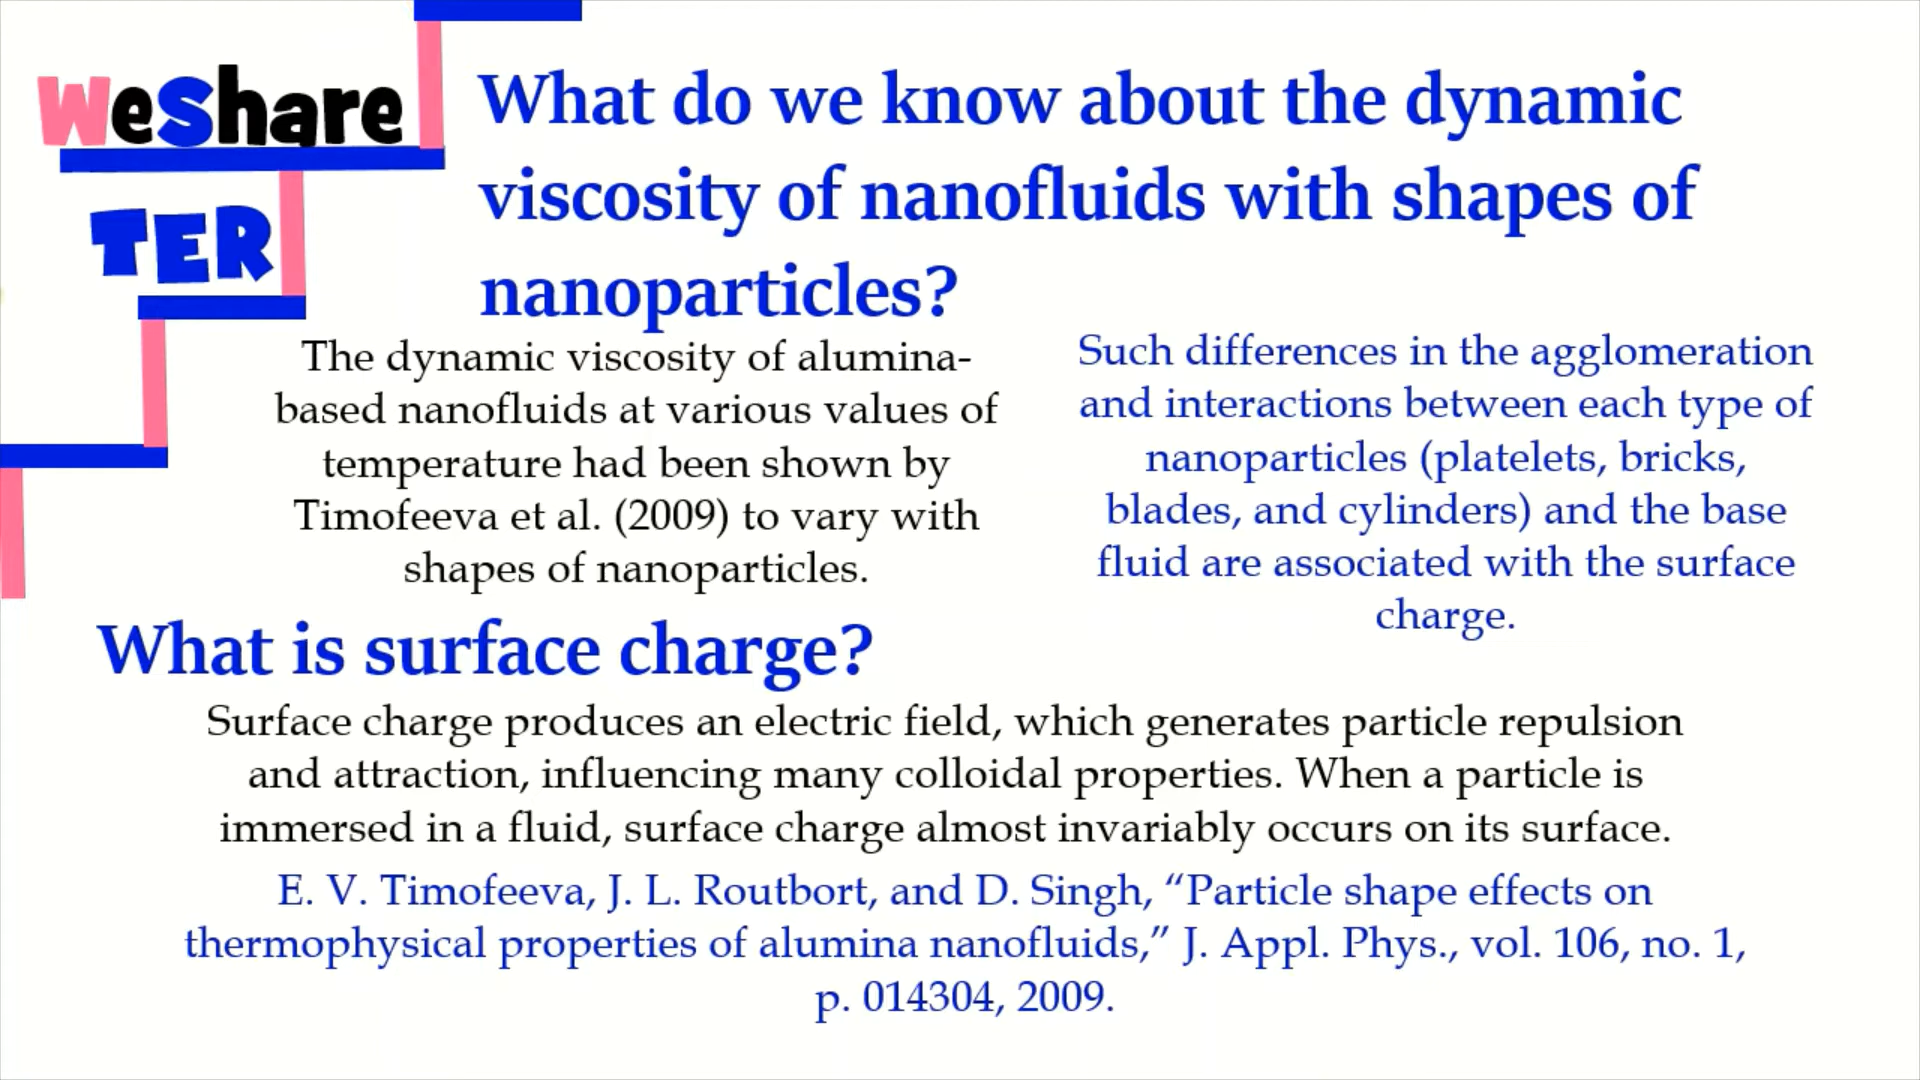 WeShare
TER
What do we know about the dynamic
viscosity of nanofluids with shapes of
nanoparticles?
The dynamic viscosity of alumina-
based nanofluids at various values of
temperature had been shown by
Timofeeva et al. (2009) to vary with
shapes of nanoparticles.
Such differences in the agglomeration
and interactions between each type of
nanoparticles (platelets, bricks,
blades, and cylinders) and the base
fluid are associated with the surface
charge.
What is surface charge?
Surface charge produces an electric field, which generates particle repulsion
and attraction, influencing many colloidal properties. When a particle is
immersed in a fluid, surface charge almost invariably occurs on its surface.
E. V. Timofeeva, J. L. Routbort, and D. Singh, “Particle shape effects on
thermophysical properties of alumina nanofluids,” J. Appl. Phys., vol. 106, no. 1,
p. 014304, 2009.